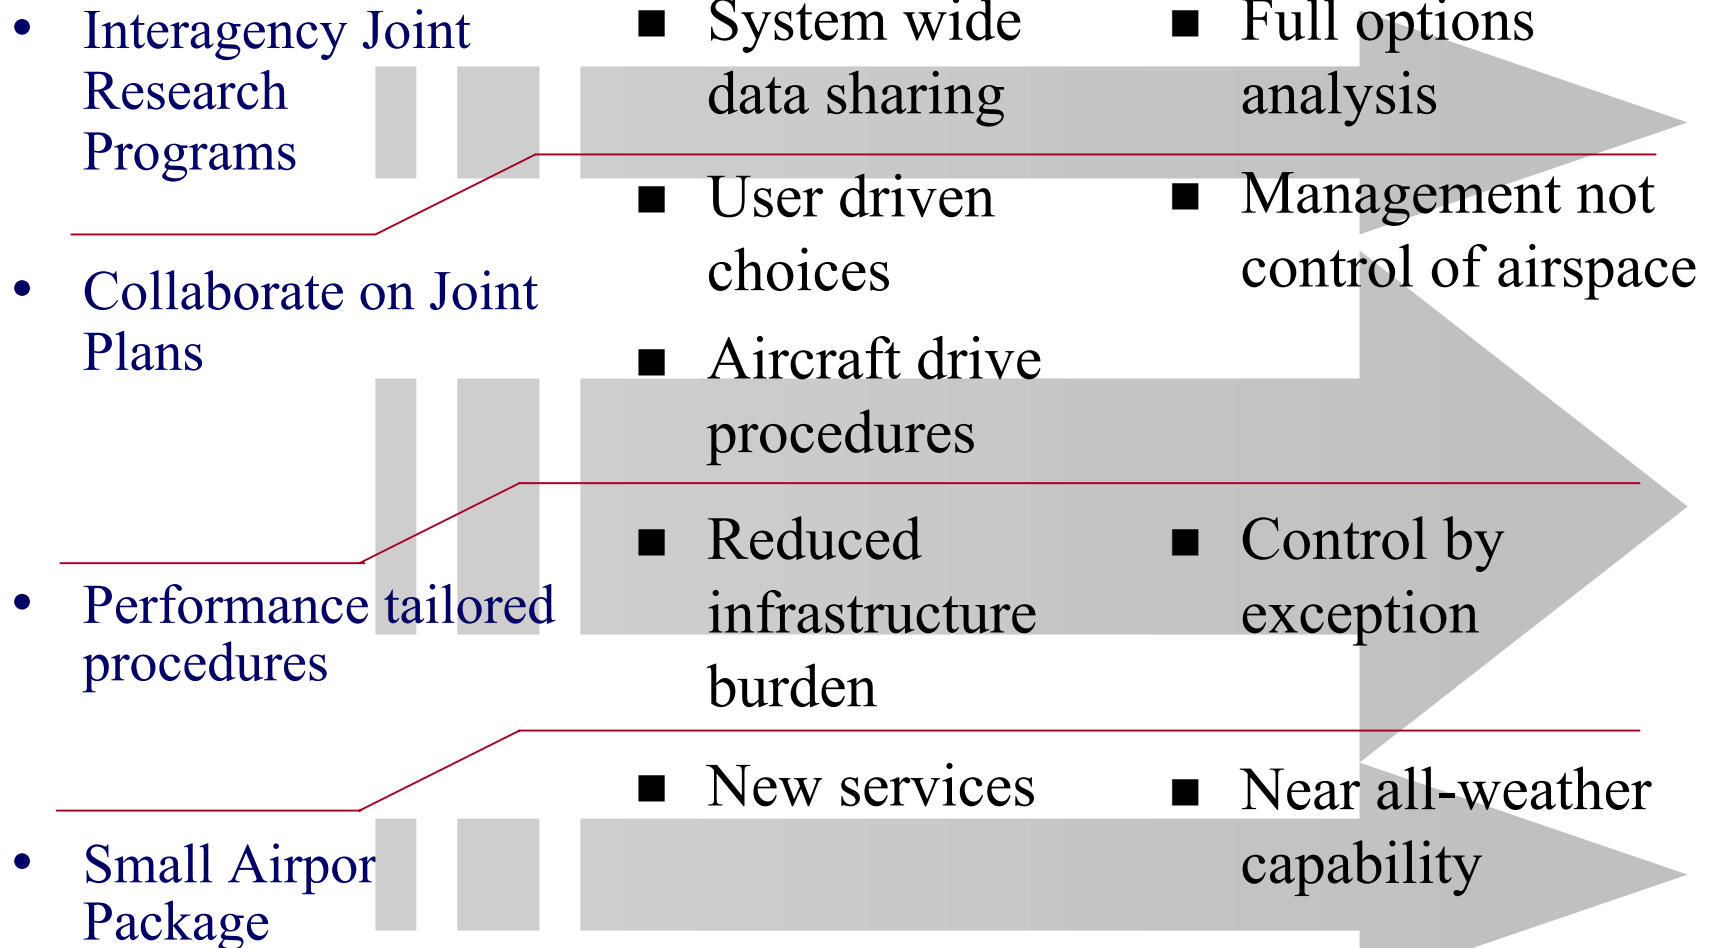 • Interagency Joint
Research
Programs
■ System wide
data sharing
■ Full options
analysis
• Collaborate on Joint
Plans
■ User driven
choices
■ Aircraft drive
procedures
■ Management not
control of airspace
• Performance tailored
procedures
■ Reduced
infrastructure
burden
■ Control by
exception
• Small Airpor
Package
■ New services
■ Near all-weather
capability